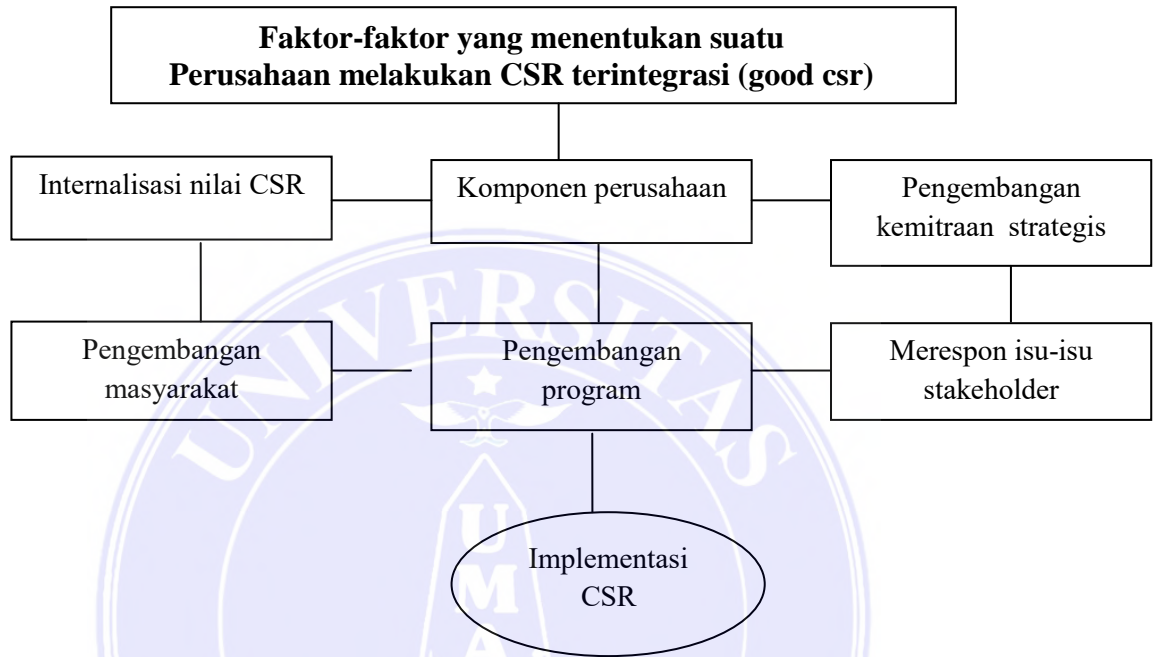 Faktor-faktor yang menentukan suatu
Perusahaan melakukan CSR terintegrasi (good csr)
Internalisasi nilai CSR
Komponen perusahaan
Pengembangan
kemitraan strategis
Pengembangan
masyarakat
Pengembangan
program
Merespon isu-isu
stakeholder
Implementasi
CSR
UNIVERSITAS
U
M
A